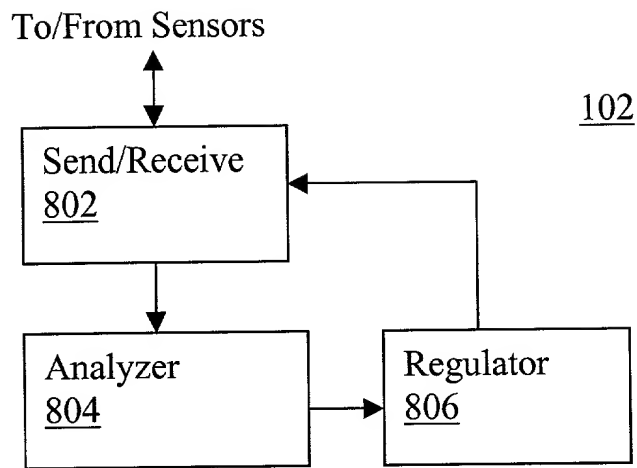 To/From Sensors
102
Send/Receive
802
Analyzer
804
Regulator
806